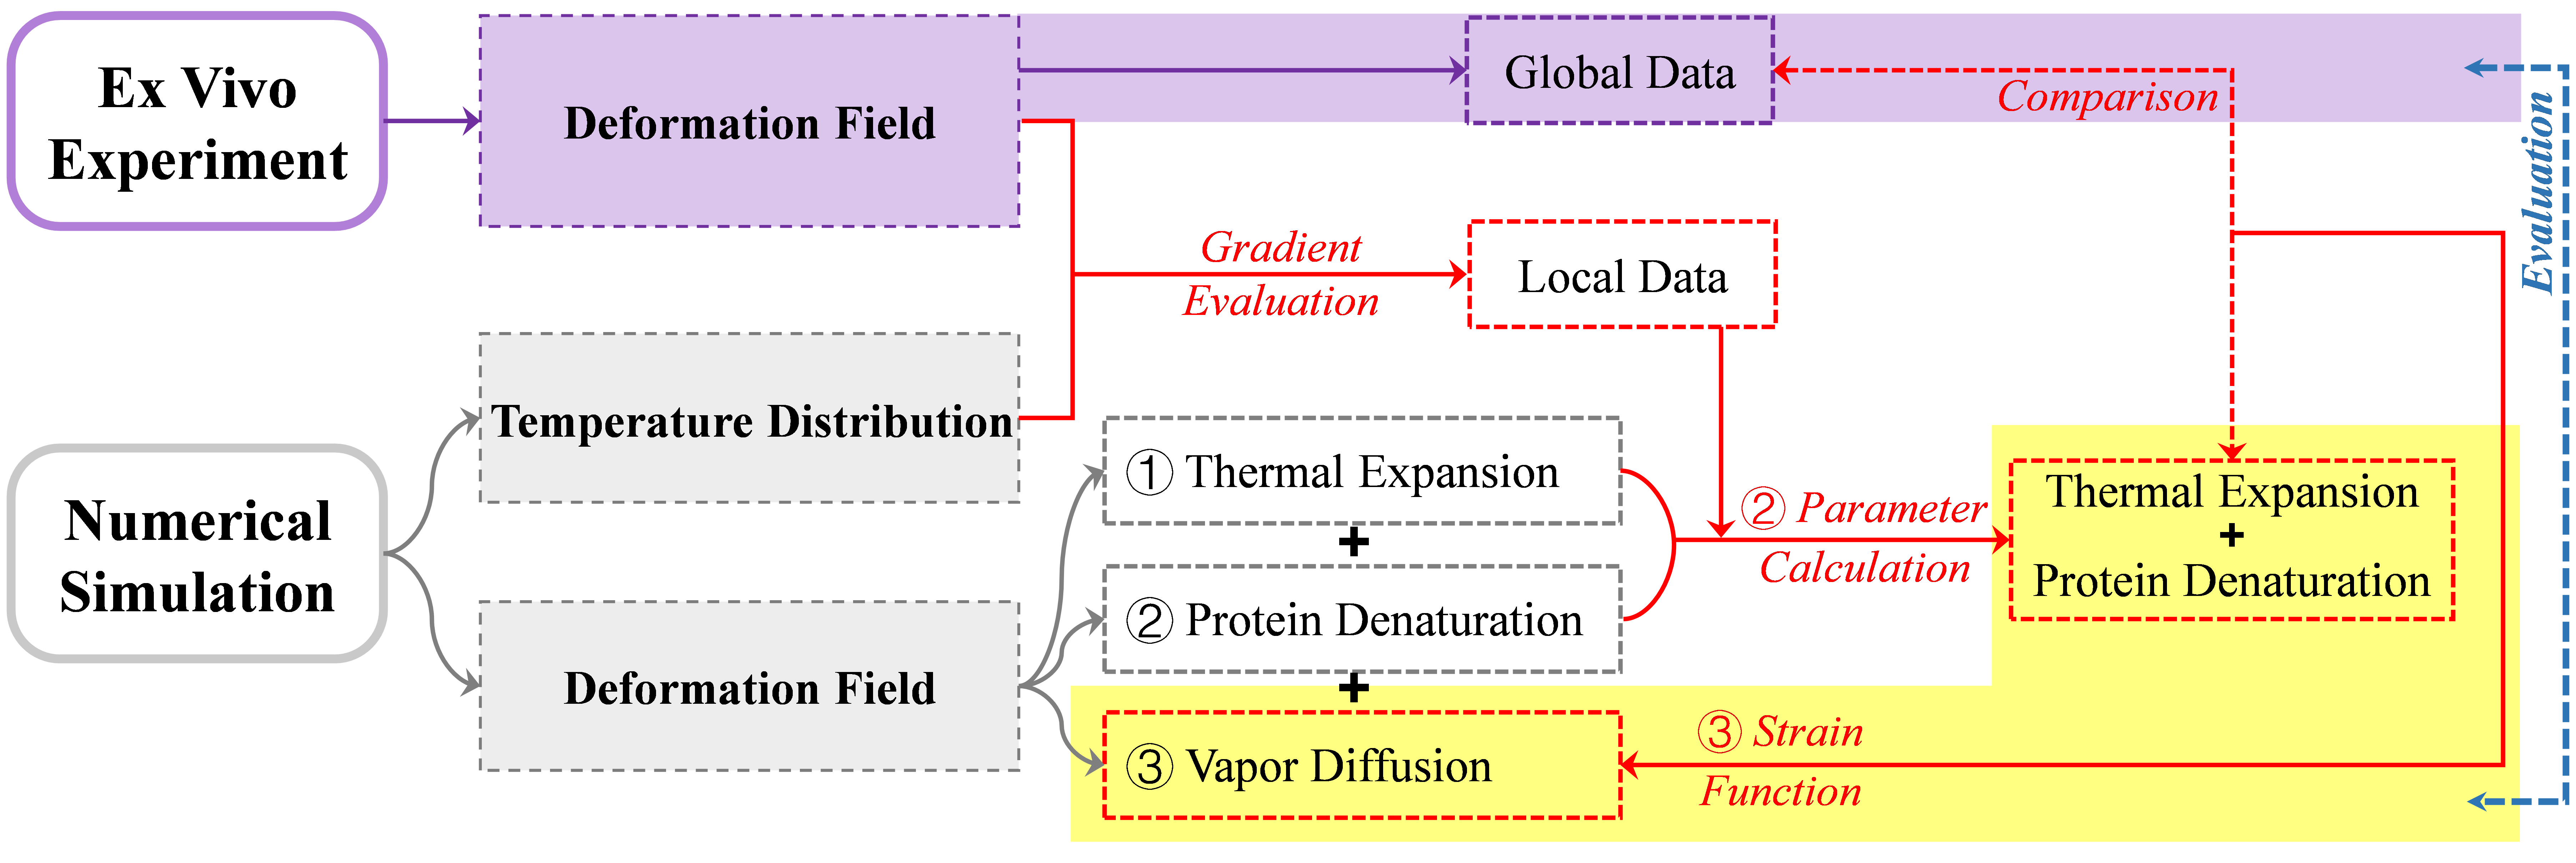 Ex Vivo
Experiment
Deformation Field
Global Data
Comparison
Evaluation
Gradient
Evaluation
Local Data
Numerical
Simulation
Temperature Distribution
Deformation Field
① Thermal Expansion
+
② Protein Denaturation
+
③ Vapor Diffusion
② Parameter
Calculation
Thermal Expansion
+
Protein Denaturation
③ Strain
Function